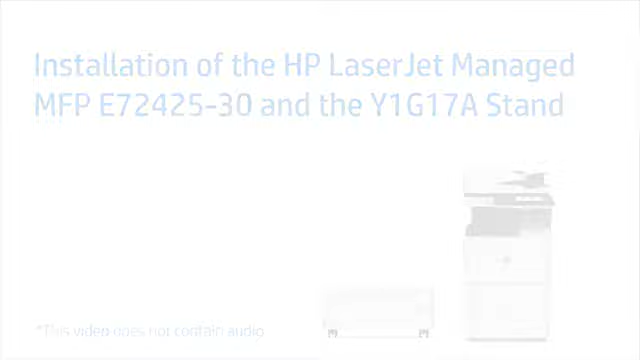 Installation of the HP LaserJet Managed
MFP E72425-30 and the Y1G17A Stand
*This video does not contain audio